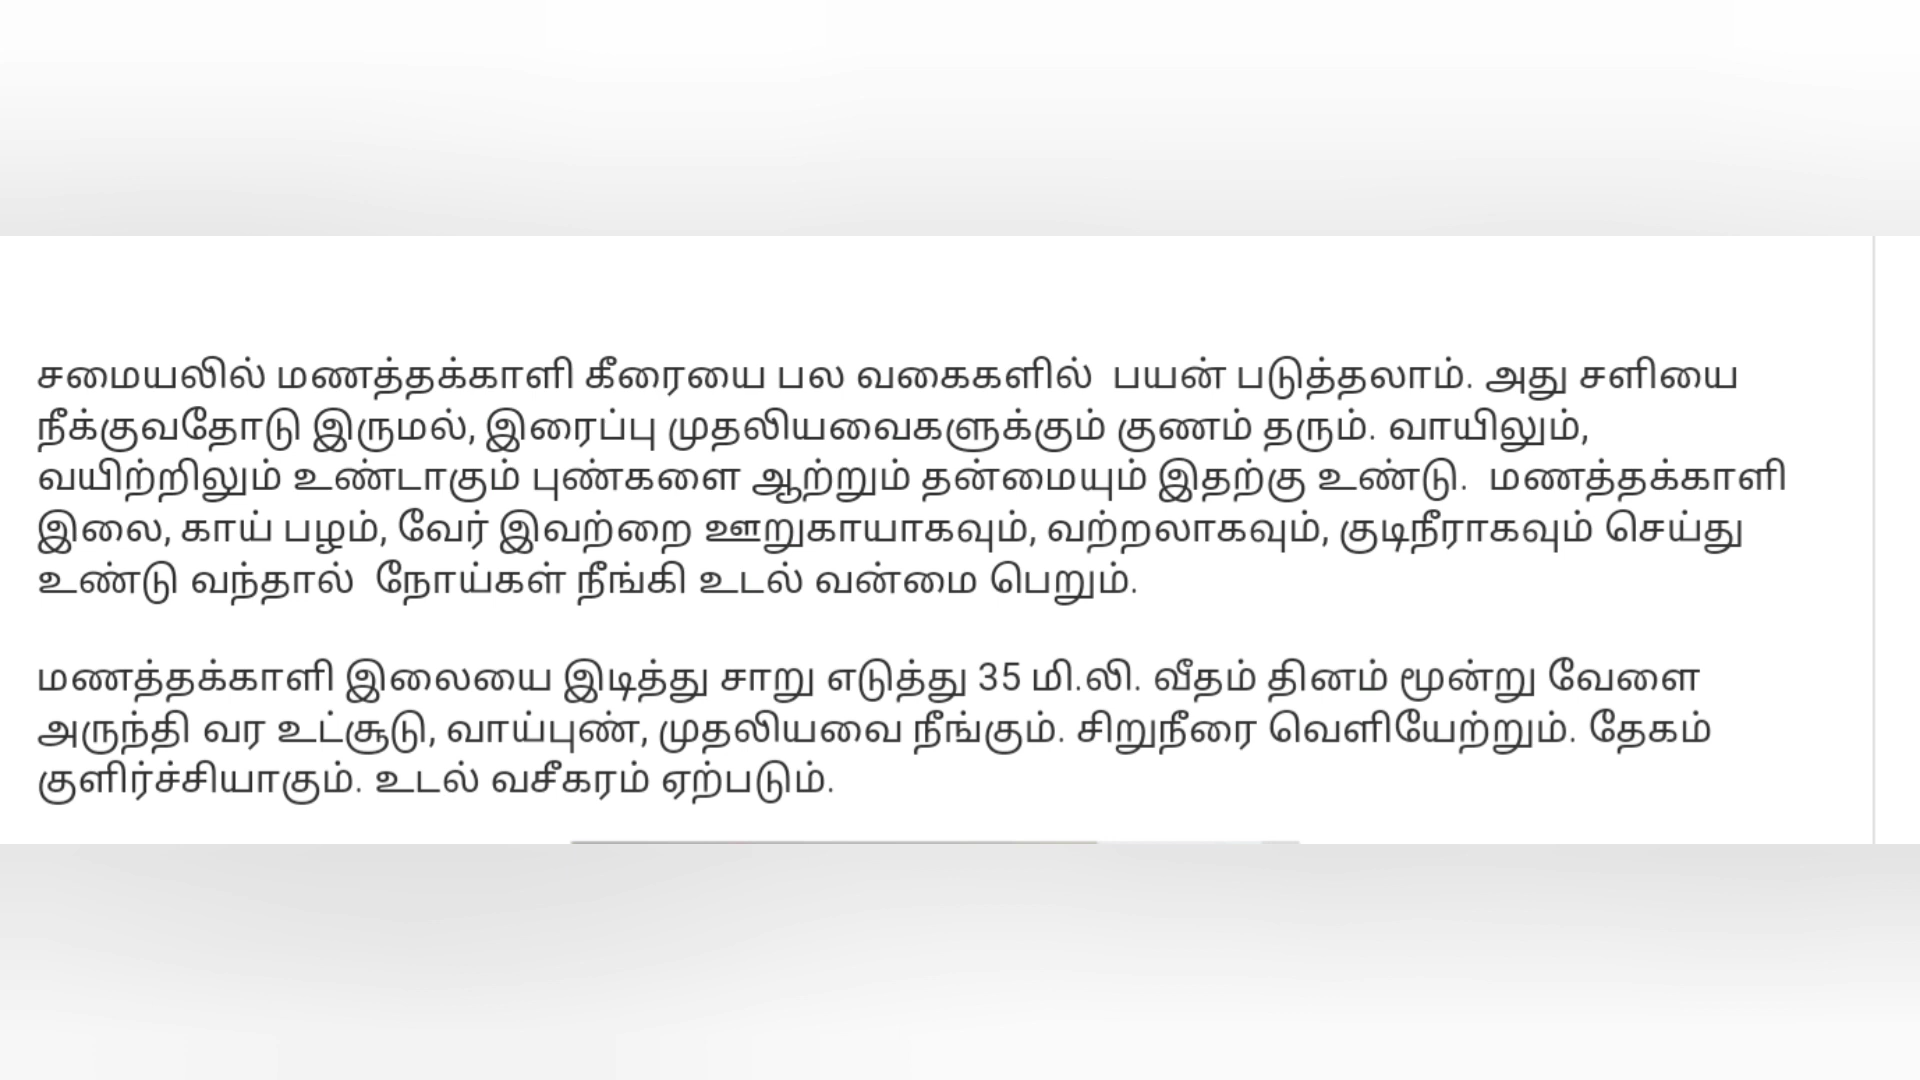 சமையலில் மணத்தக்காளி கீரையை பல வகைகளில் பயன் படுத்தலாம். அது சளியை
நீக்குவதோடு இருமல், இரைப்பு முதலியவைகளுக்கும் குணம் தரும். வாயிலும்,
வயிற்றிலும் உண்டாகும் புண்களை ஆற்றும் தன்மையும் இதற்கு உண்டு. மணத்தக்காளி
இலை, காய் பழம், வேர் இவற்றை ஊறுகாயாகவும், வற்றலாகவும், குடிநீராகவும் செய்து
உண்டு வந்தால் நோய்கள் நீங்கி உடல் வன்மை பெறும்.
மணத்தக்காளி இலையை இடித்து சாறு எடுத்து 35 மி.லி. வீதம் தினம் மூன்று வேளை
அருந்தி வர உட்சூடு, வாய்புண், முதலியவை நீங்கும். சிறுநீரை வெளியேற்றும். தேகம்
குளிர்ச்சியாகும். உடல் வசீகரம் ஏற்படும்.